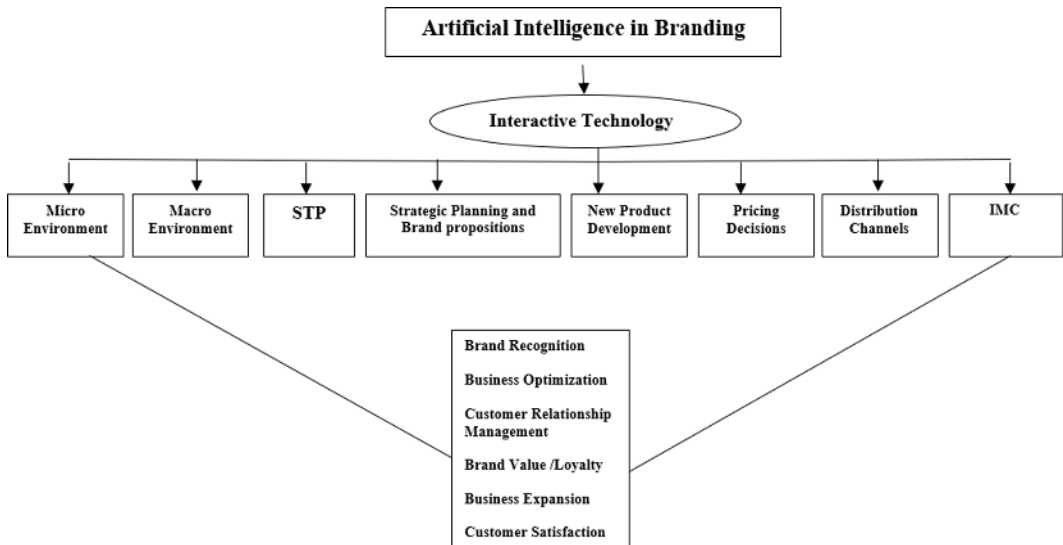 Artificial Intelligence in Branding
Interactive Technology
Micro
Environment
Macro
Environment
STP
Strategic Planning and
Brand propositions
New Product
Development
Pricing
Decisions
Distribution
Channels
IMC
Brand Recognition
Business Optimization
Customer Relationship
Management
Brand Value /Loyalty
Business Expansion
Customer Satisfaction